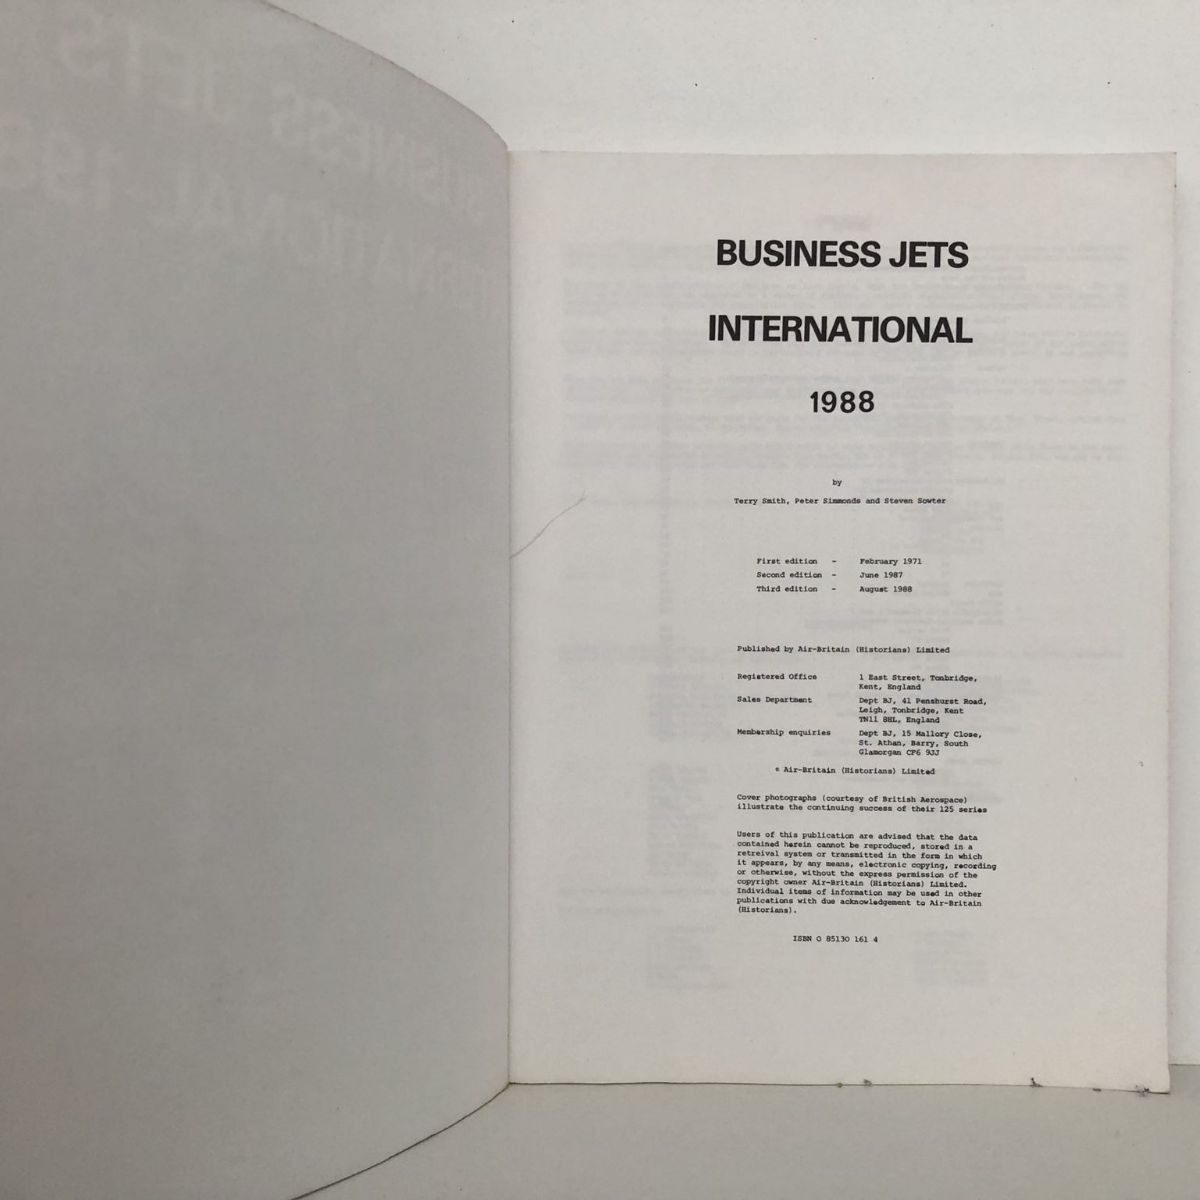 BUSINESS JETS
INTERNATIONAL
1988
by
Terry Smith, Peter Simmonds and Steven Sowter
First edition - February 1971
Second edition - June 1987
Third edition - August 1988
Published by Air-Britain (Historians) Limited
Registered Office 1 East Street, Tonbridge,
Kent, England
Sales Department Dept BJ, 41 Penshurst Road,
Leigh, Tonbridge, Kent
TN11 8HL, England
Membership enquiries Dept BJ, 15 Mallory Close,
St. Athan, Barry, South
Glamorgan CF6 9JJ
© Air-Britain (Historians) Limited
Cover photographs (courtesy of British Aerospace)
illustrate the continuing success of their 125 series
Users of this publication are advised that the data
contained herein cannot be reproduced, stored in a
retreival system or transmitted in the form in which
it appears, by any means, electronic copying, recording
or otherwise, without the express permission of the
copyright owner Air-Britain (Historians) Limited.
Individual items of information may be used in other
publications with due acknowledgement to Air-Britain
(Historians).
ISBN 0 85130 161 4